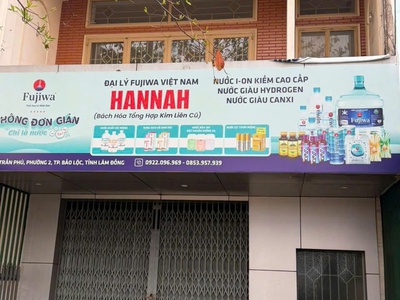 Fujiwa
KHÔNG ĐƠN GIẢN
Chỉ là nước
ĐẠI LÝ FUJIWA VIỆT NAM
HANNAH
(Bách Hóa Tổng Hợp Kim Liên Cũ)
NƯỚC I-ON KIỀM CAO CẤP
NƯỚC GIÀU HYDROGEN
NƯỚC GIÀU CANXI
Fujiwa
TRẦN PHÚ, PHƯỜNG 2, TP. BẢO LỘC, TỈNH LÂM ĐỒNG
0922.096.969 - 0853.957.939